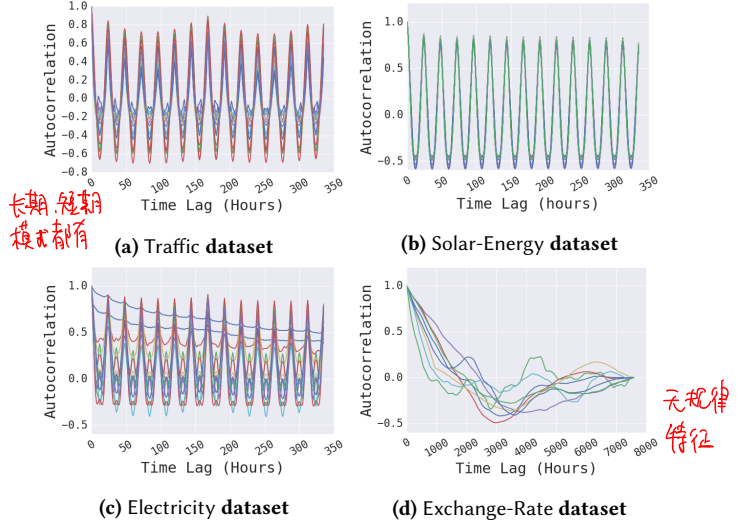 1.0
0.8
0.6
0.4
0.2
0.0
−0.2
−0.4
−0.6
−0.8
Autocorrelation
0 50 100 150 200 250 300 350
Time Lag (Hours)
(a) Traffic dataset
长期、短期
模式都有
1.0
0.5
0.0
−0.5
Autocorrelation
0 50 100 150 200 250 300 350
Time Lag (Hours)
(b) Solar-Energy dataset
1.0
0.5
0.0
−0.5
Autocorrelation
0 50 100 150 200 250 300 350
Time Lag (Hours)
(c) Electricity dataset
1.0
0.5
0.0
−0.5
Autocorrelation
0 1000 2000 3000 4000 5000 6000 7000 8000
Time Lag (Hours)
(d) Exchange-Rate dataset
无规律
特征